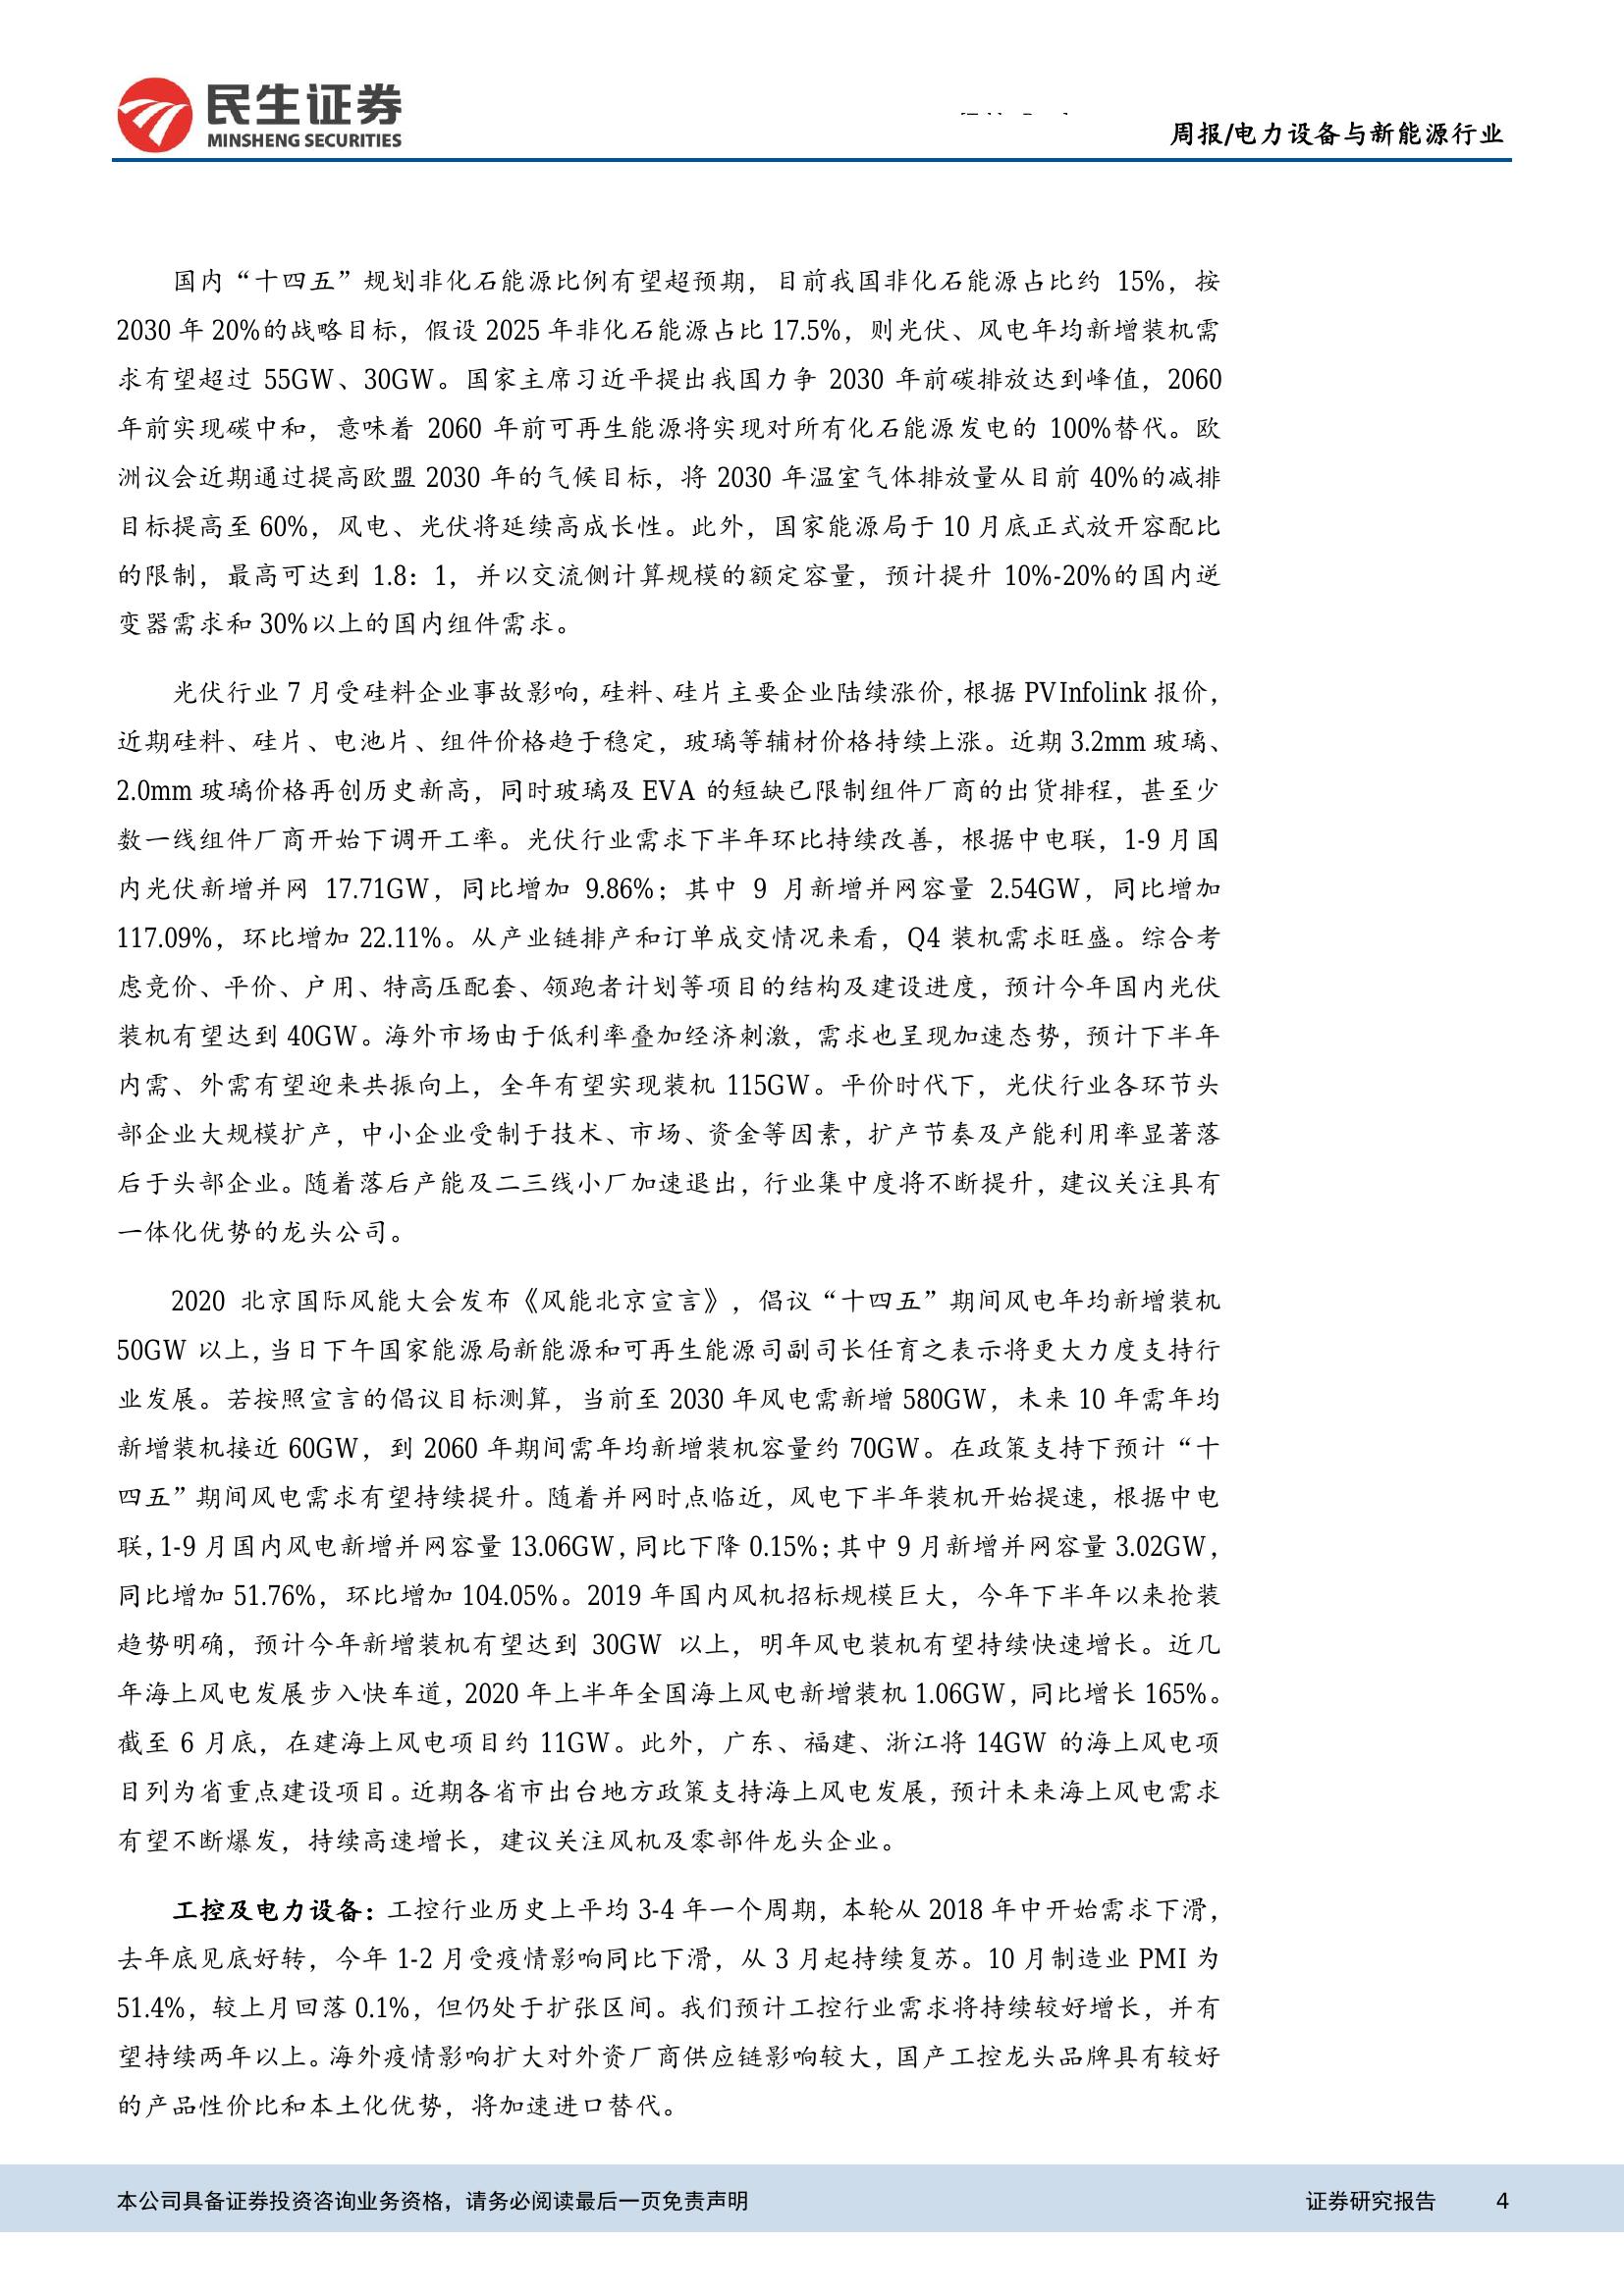 民生证券
MINSHENG SECURITIES
周报/电力设备与新能源行业
国内“十四五”规划非化石能源比例有望超预期，目前我国非化石能源占比约 15%，按
2030 年 20%的战略目标，假设 2025 年非化石能源占比 17.5%，则光伏、风电年均新增装机需
求有望超过 55GW、30GW。国家主席习近平提出我国力争 2030 年前碳排放达到峰值，2060
年前实现碳中和，意味着 2060 年前可再生能源将实现对所有化石能源发电的 100%替代。欧
洲议会近期通过提高欧盟 2030 年的气候目标，将 2030 年温室气体排放量从目前 40%的减排
目标提高至 60%，风电、光伏将延续高成长性。此外，国家能源局于 10 月底正式放开容配比
的限制，最高可达到 1.8：1，并以交流侧计算规模的额定容量，预计提升 10%-20%的国内逆
变器需求和 30%以上的国内组件需求。
光伏行业 7 月受硅料企业事故影响，硅料、硅片主要企业陆续涨价，根据 PVInfolink 报价，
近期硅料、硅片、电池片、组件价格趋于稳定，玻璃等辅材价格持续上涨。近期 3.2mm 玻璃、
2.0mm 玻璃价格再创历史新高，同时玻璃及 EVA 的短缺已限制组件厂商的出货排程，甚至少
数一线组件厂商开始下调开工率。光伏行业需求下半年环比持续改善，根据中电联，1-9 月国
内光伏新增并网 17.71GW，同比增加 9.86%；其中 9 月新增并网容量 2.54GW，同比增加
117.09%，环比增加 22.11%。从产业链排产和订单成交情况来看，Q4 装机需求旺盛。综合考
虑竞价、平价、户用、特高压配套、领跑者计划等项目的结构及建设进度，预计今年国内光伏
装机有望达到 40GW。海外市场由于低利率叠加经济刺激，需求也呈现加速态势，预计下半年
内需、外需有望迎来共振向上，全年有望实现装机 115GW。平价时代下，光伏行业各环节头
部企业大规模扩产，中小企业受制于技术、市场、资金等因素，扩产节奏及产能利用率显著落
后于头部企业。随着落后产能及二三线小厂加速退出，行业集中度将不断提升，建议关注具有
一体化优势的龙头公司。
2020 北京国际风能大会发布《风能北京宣言》，倡议“十四五”期间风电年均新增装机
50GW 以上，当日下午国家能源局新能源和可再生能源司副司长任育之表示将更大力度支持行
业发展。若按照宣言的倡议目标测算，当前至 2030 年风电需新增 580GW，未来 10 年需年均
新增装机接近 60GW，到 2060 年期间需年均新增装机容量约 70GW。在政策支持下预计“十
四五”期间风电需求有望持续提升。随着并网时点临近，风电下半年装机开始提速，根据中电
联，1-9 月国内风电新增并网容量 13.06GW，同比下降 0.15%；其中 9 月新增并网容量 3.02GW，
同比增加 51.76%，环比增加 104.05%。2019 年国内风机招标规模巨大，今年下半年以来抢装
趋势明确，预计今年新增装机有望达到 30GW 以上，明年风电装机有望持续快速增长。近几
年海上风电发展步入快车道，2020 年上半年全国海上风电新增装机 1.06GW，同比增长 165%。
截至 6 月底，在建海上风电项目约 11GW。此外，广东、福建、浙江将 14GW 的海上风电项
目列为省重点建设项目。近期各省市出台地方政策支持海上风电发展，预计未来海上风电需求
有望不断爆发，持续高速增长，建议关注风机及零部件龙头企业。
工控及电力设备：工控行业历史上平均 3-4 年一个周期，本轮从 2018 年中开始需求下滑，
去年底见底好转，今年 1-2 月受疫情影响同比下滑，从 3 月起持续复苏。10 月制造业 PMI 为
51.4%，较上月回落 0.1%，但仍处于扩张区间。我们预计工控行业需求将持续较好增长，并有
望持续两年以上。海外疫情影响扩大对外资厂商供应链影响较大，国产工控龙头品牌具有较好
的产品性价比和本土化优势，将加速进口替代。
本公司具备证券投资咨询业务资格，请务必阅读最后一页免责声明
证券研究报告 4